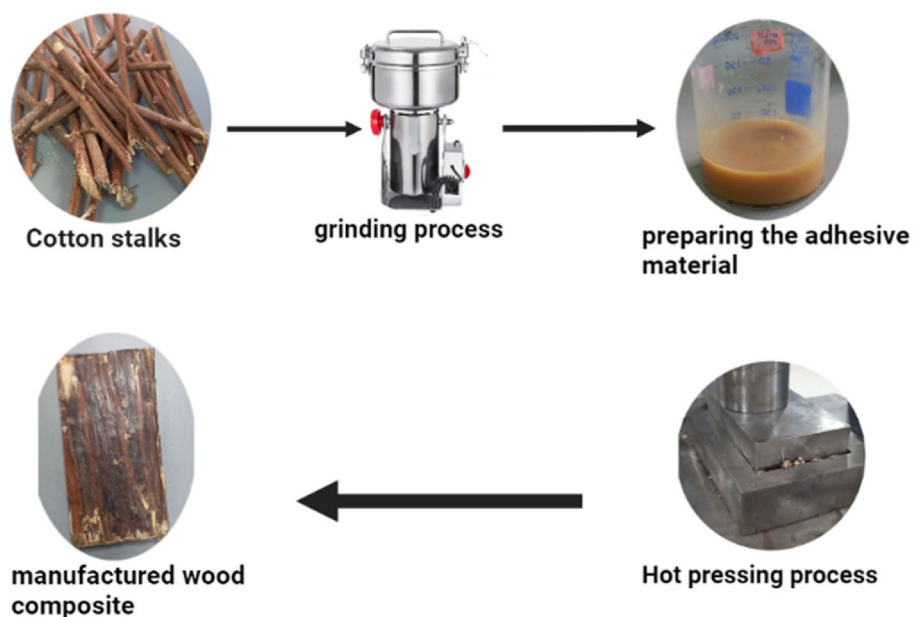 Cotton stalks
grinding process
preparing the adhesive
material
manufactured wood
composite
Hot pressing process